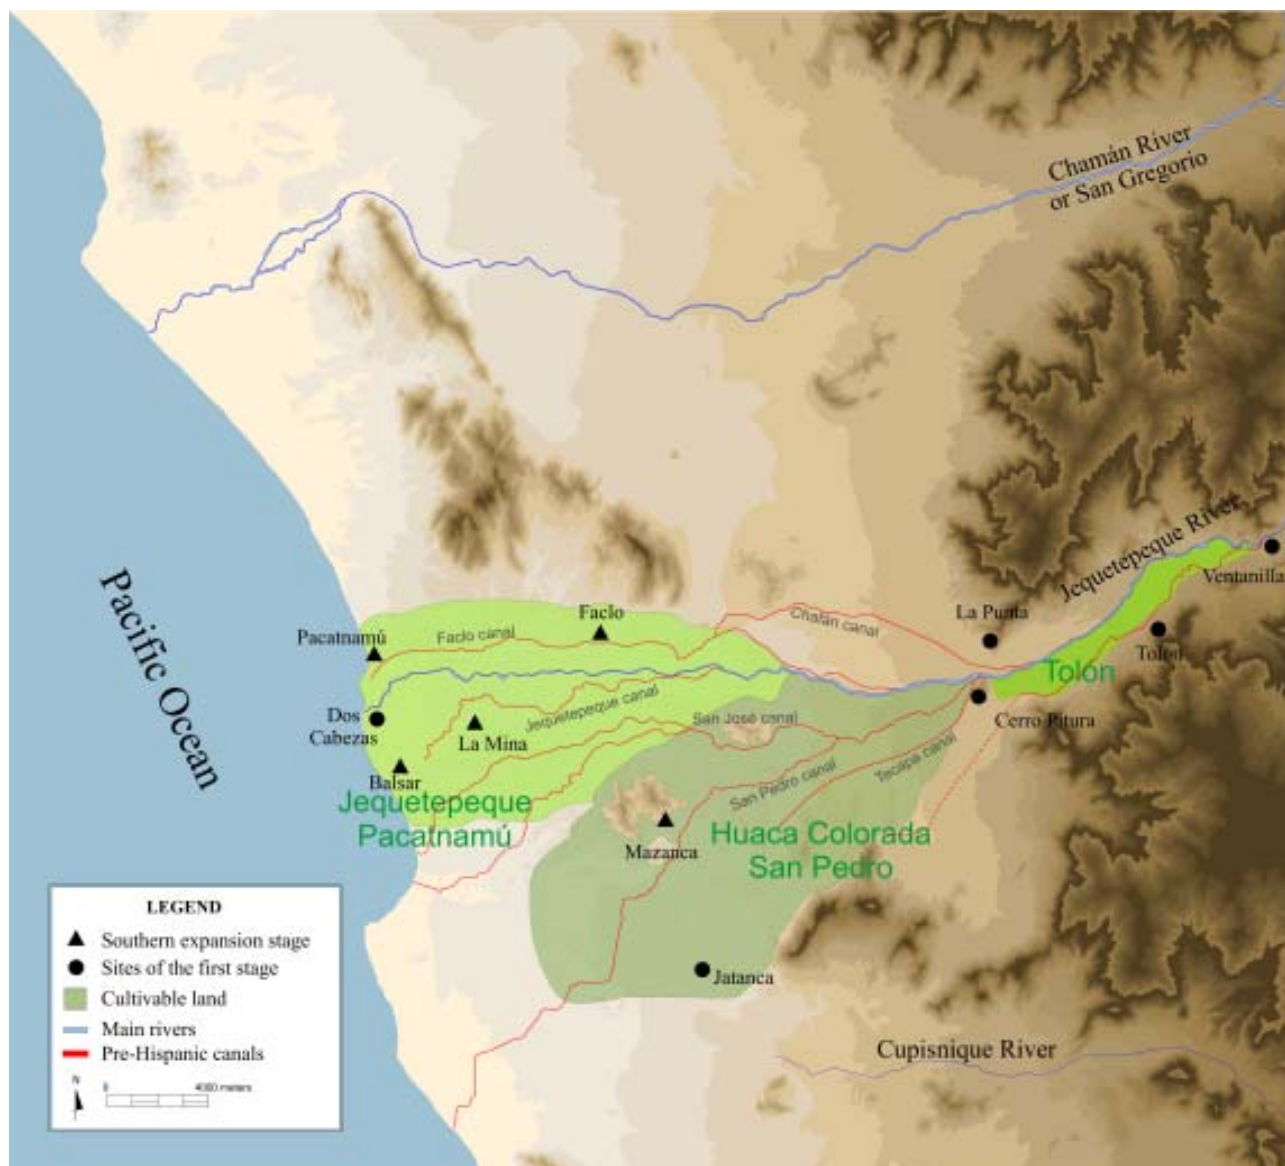 Chamán River
or San Gregorio
Jequetepeque River
Ventanilla
La Punta
Tolón
Tolón
Cerro Pitura
Chalán canal
Faclo
Faclo canal
Pacatnamú
Pacific Ocean
Dos
Cabezas
La Mina
Jequetepeque canal
San José canal
Balsar
Jequetepeque
Pacatnamú
San Pedro canal
Tecapa canal
Mazanca
Huaca Colorada
San Pedro
Jatanca
Cupisnique River
LEGEND
Southern expansion stage
Sites of the first stage
Cultivable land
Main rivers
Pre-Hispanic canals
N
0 4000 meters